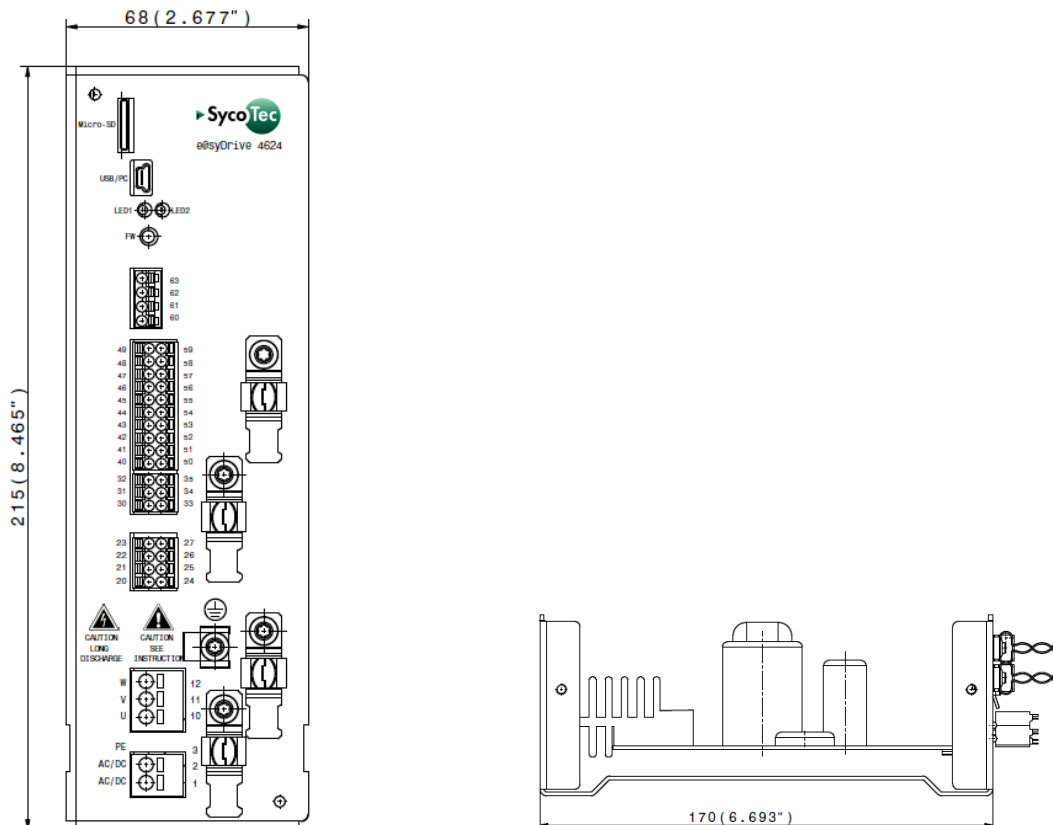 68(2.677")
215(8.465")
Micro-SD
SycoTec
e@syDrive 4624
USB/PC
LED1 LED2
FW
63
62
61
60
49 59
48 58
47 57
46 56
45 55
44 54
43 53
42 52
41 51
40 50
32 35
31 34
30 33
23 27
22 26
21 25
20 24
CAUTION
LONG
DISCHARGE
CAUTION
SEE
INSTRUCTION
W 12
V 11
U 10
PE 3
AC/DC 2
AC/DC 1
170(6.693")